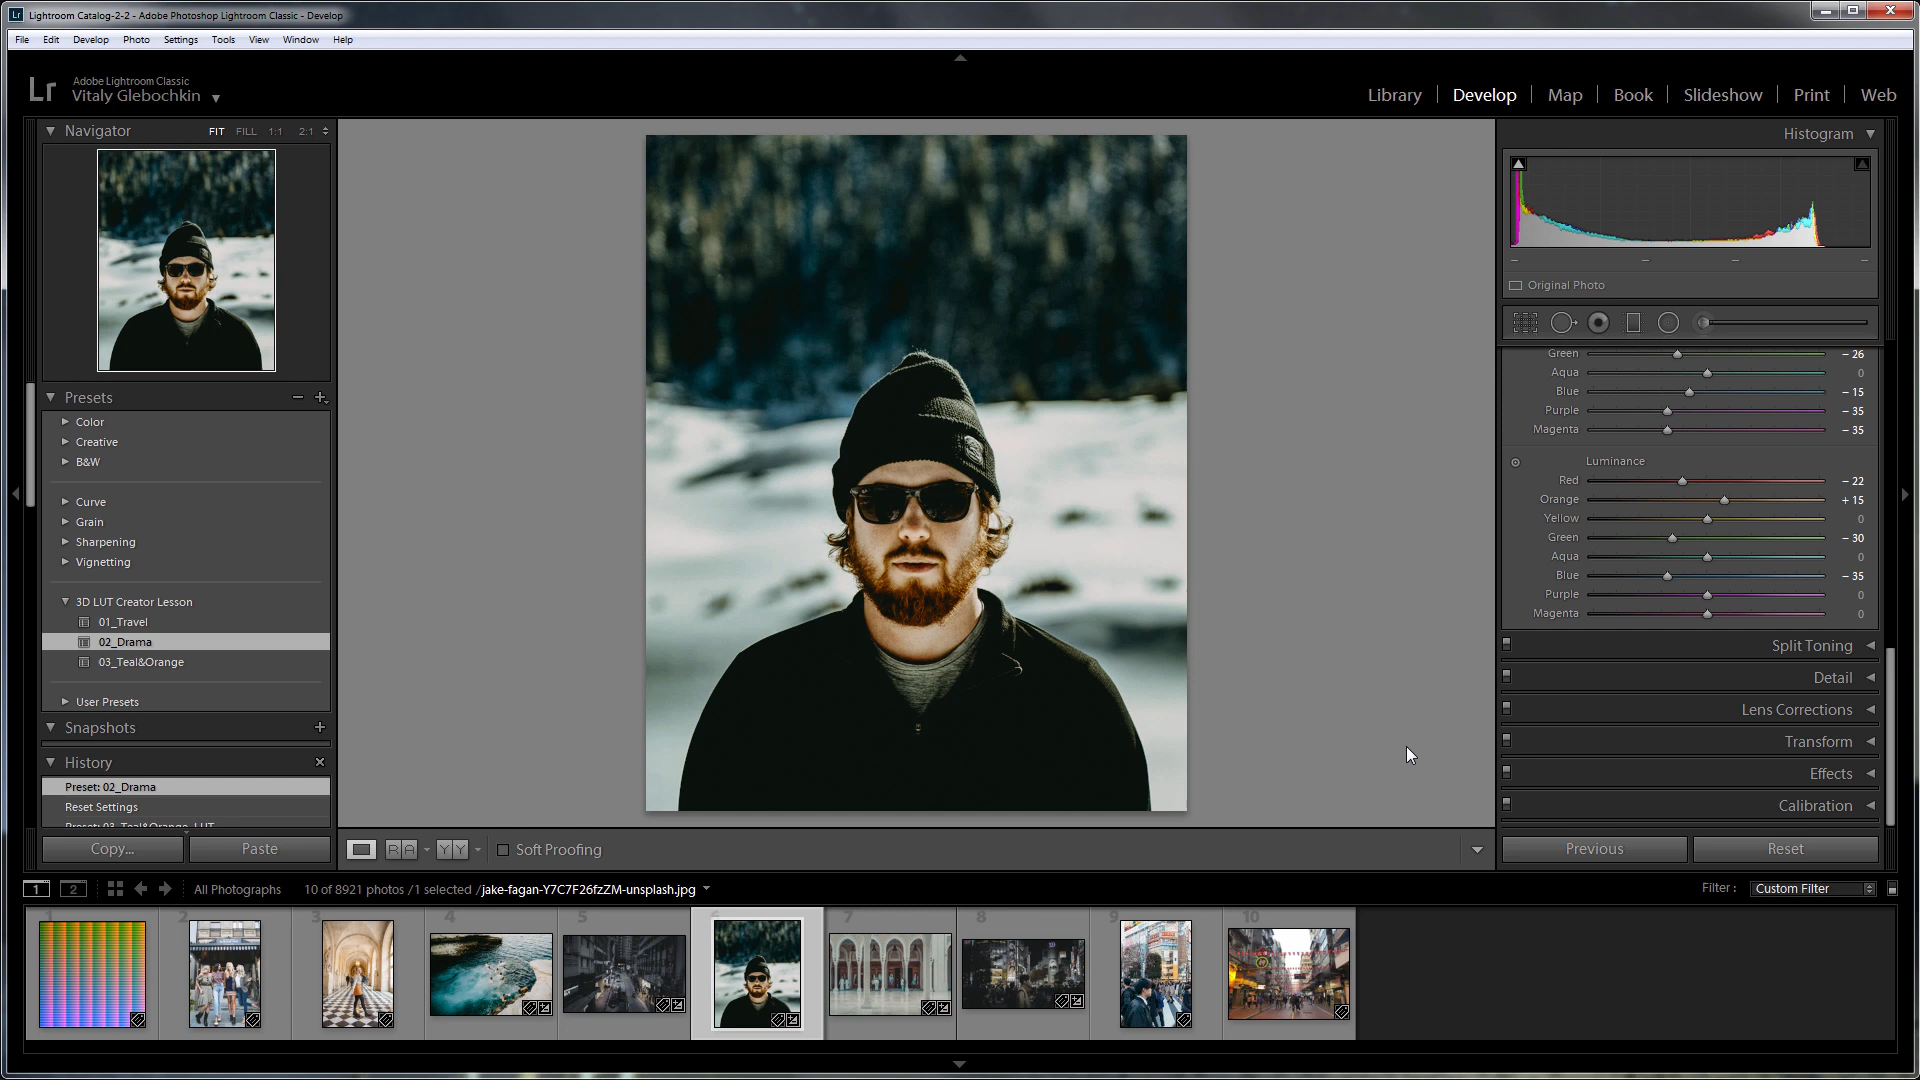 Lightroom Catalog-2-2 - Adobe Photoshop Lightroom Classic - Develop
File Edit Develop Photo Settings Tools View Window Help
Lr
Adobe Lightroom Classic
Vitaly Glebochkin
Library Develop Map Book Slideshow Print Web
Navigator FIT FILL 1:1 2:1
Presets
Color
Creative
B&W
Curve
Grain
Sharpening
Vignetting
3D LUT Creator Lesson
01_Travel
02_Drama
03_Teal&Orange
User Presets
Snapshots
History
Preset: 02_Drama
Reset Settings
Preset: 03_Teal&Orange_LUT
Copy... Paste
Soft Proofing
Histogram
Original Photo
Green – 26
Aqua 0
Blue – 15
Purple – 35
Magenta – 35
Luminance
Red – 22
Orange + 15
Yellow 0
Green – 30
Aqua 0
Blue – 35
Purple 0
Magenta 0
Split Toning
Detail
Lens Corrections
Transform
Effects
Calibration
Previous Reset
1 2 All Photographs 10 of 8921 photos /1 selected /jake-fagan-Y7C7F26fzZM-unsplash.jpg Filter : Custom Filter
1 2 3 4 5 6 7 8 9 10